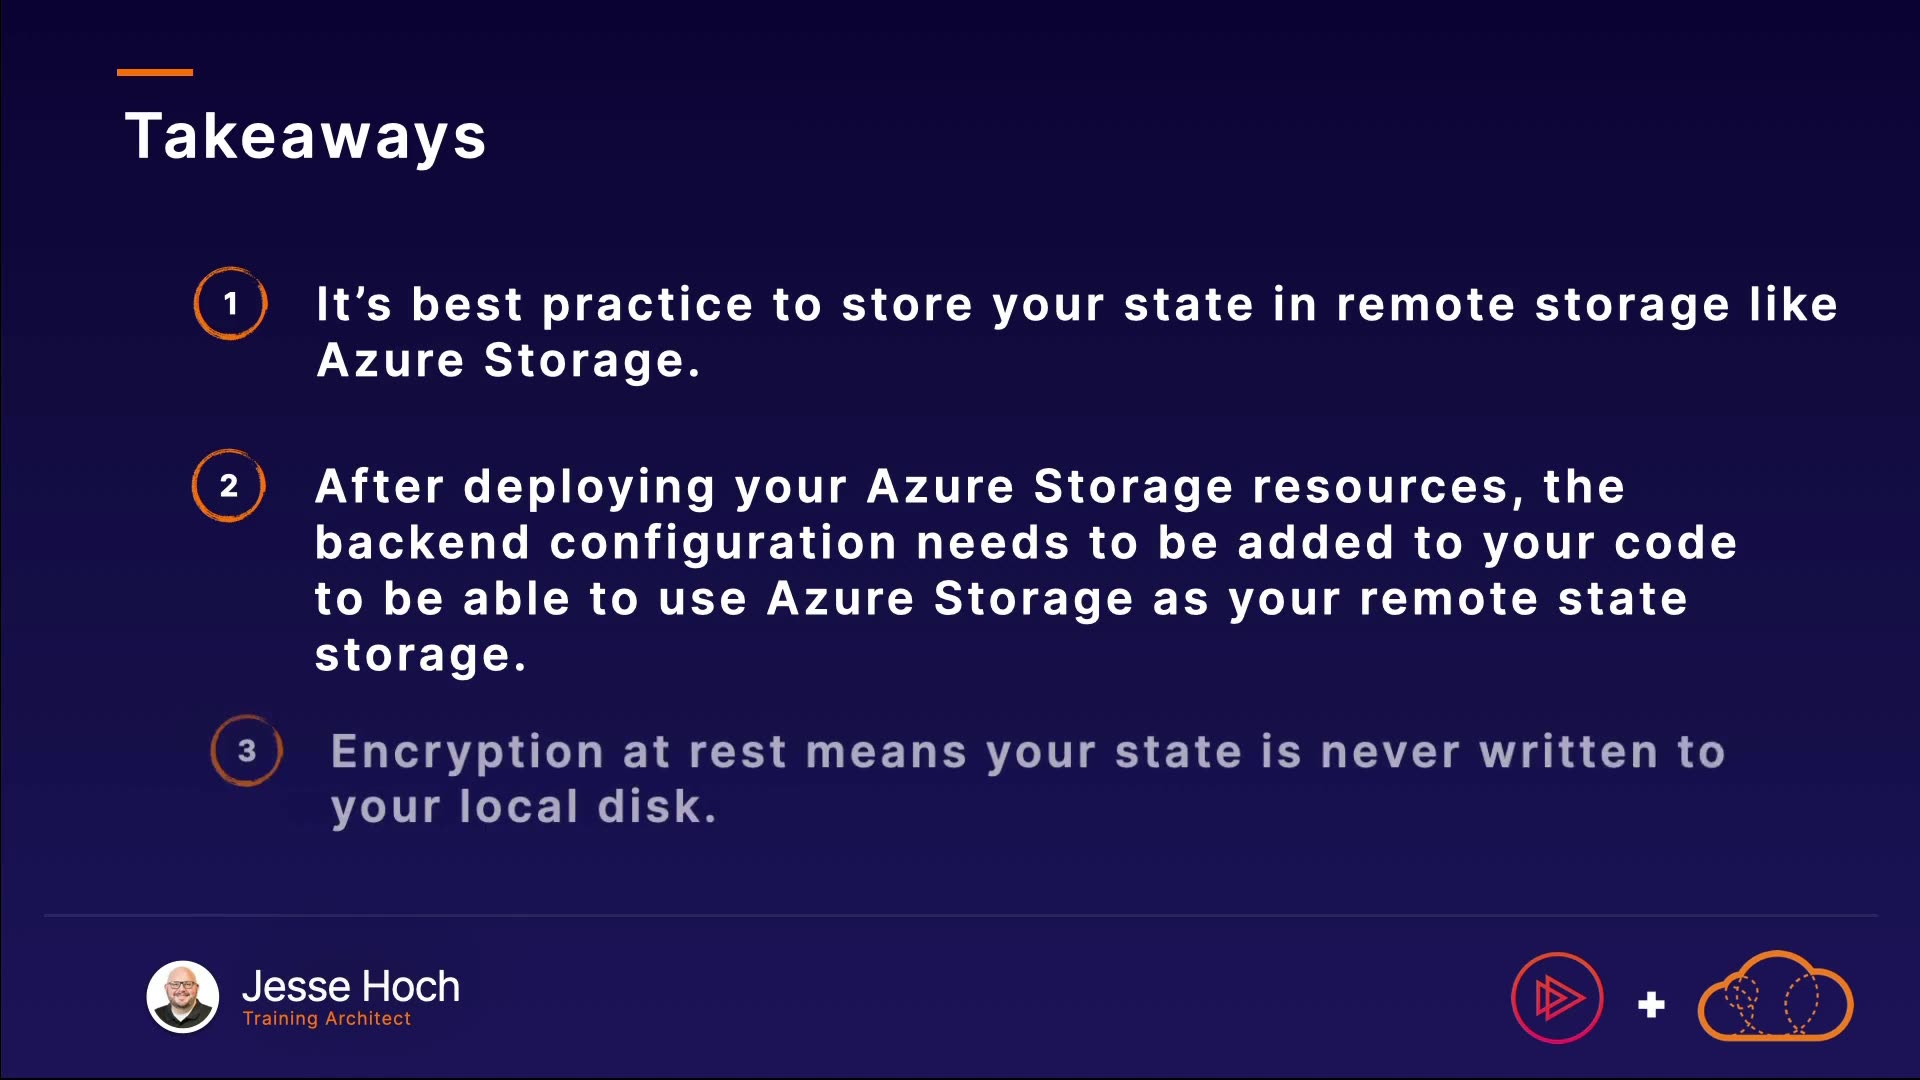 Takeaways
1
It’s best practice to store your state in remote storage like
Azure Storage.
2
After deploying your Azure Storage resources, the
backend configuration needs to be added to your code
to be able to use Azure Storage as your remote state
storage.
3
Encryption at rest means your state is never written to
your local disk.
Jesse Hoch
Training Architect